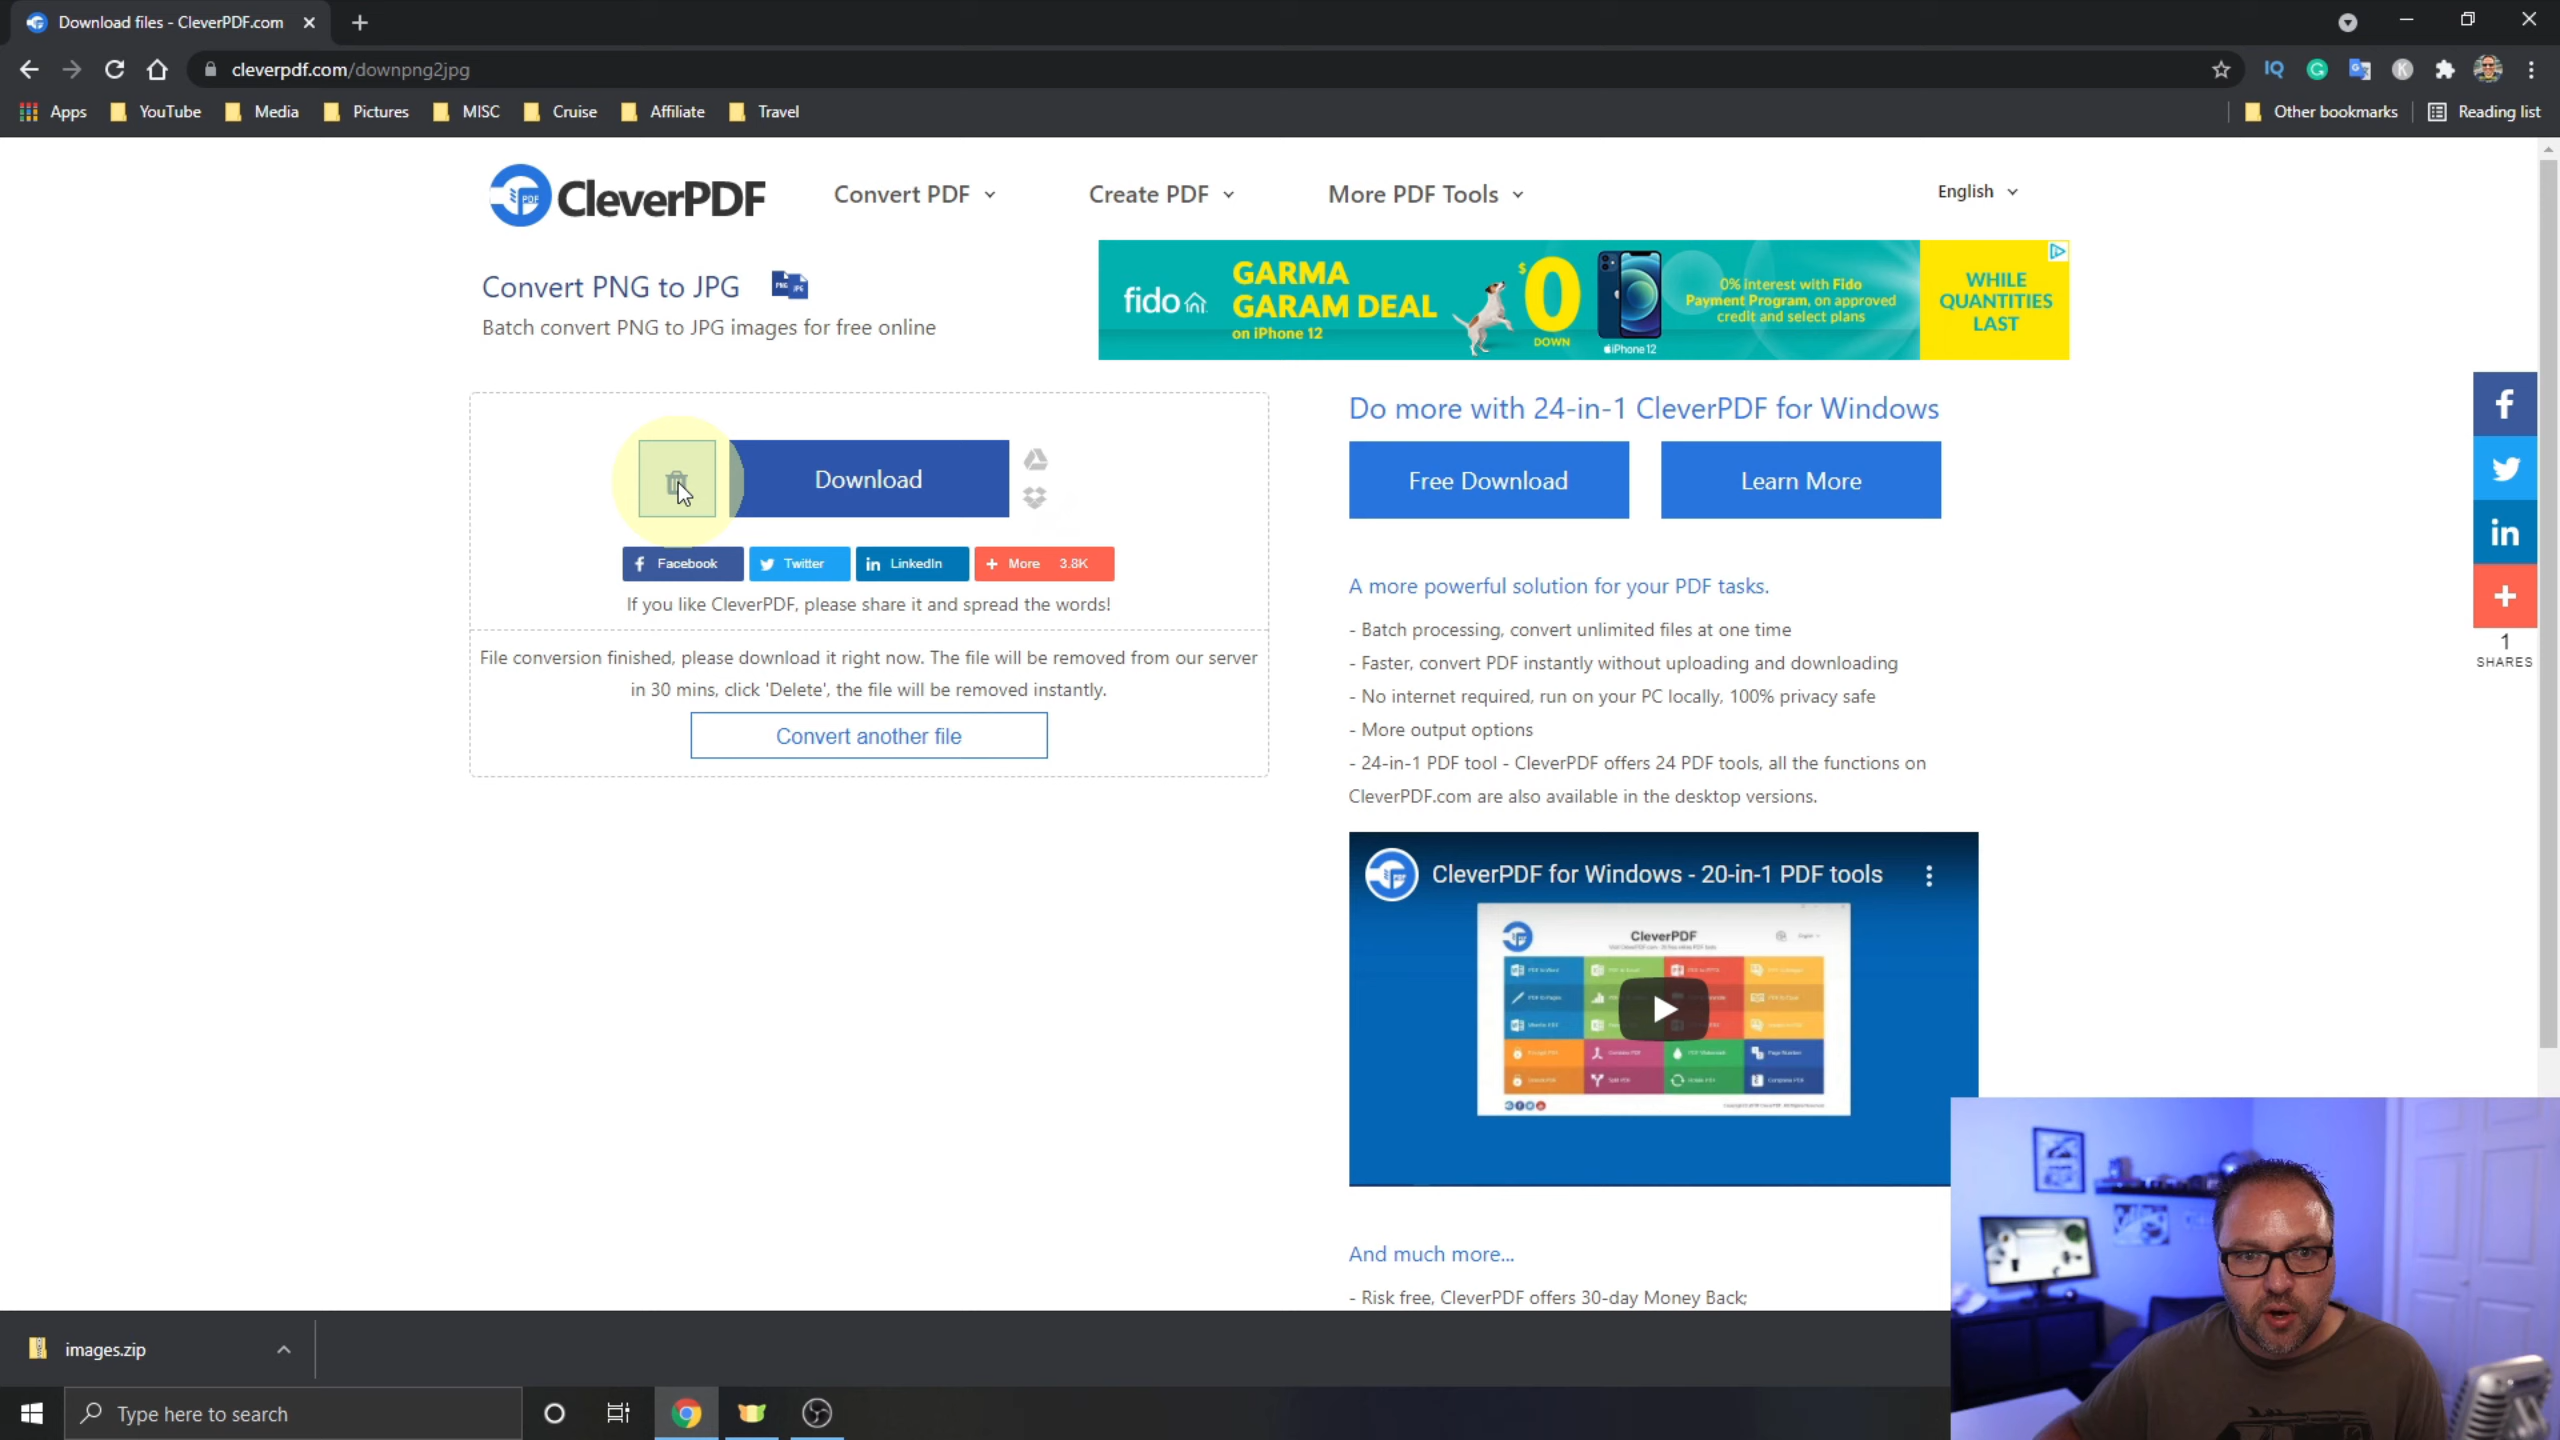 Download files - CleverPDF.com
cleverpdf.com/downpng2jpg
IQ
Apps
YouTube
Media
Pictures
MISC
Cruise
Affiliate
Travel
Other bookmarks
Reading list
CleverPDF
Convert PDF
Create PDF
More PDF Tools
English
Convert PNG to JPG
Batch convert PNG to JPG images for free online
fido
GARMA
GARAM DEAL
on iPhone 12
$0
DOWN
iPhone 12
0% interest with Fido
Payment Program, on approved
credit and select plans
WHILE
QUANTITIES
LAST
Download
Facebook
Twitter
LinkedIn
More 3.8K
If you like CleverPDF, please share it and spread the words!
File conversion finished, please download it right now. The file will be removed from our server
in 30 mins, click 'Delete', the file will be removed instantly.
Convert another file
Do more with 24-in-1 CleverPDF for Windows
Free Download
Learn More
A more powerful solution for your PDF tasks.
- Batch processing, convert unlimited files at one time
- Faster, convert PDF instantly without uploading and downloading
- No internet required, run on your PC locally, 100% privacy safe
- More output options
- 24-in-1 PDF tool - CleverPDF offers 24 PDF tools, all the functions on
CleverPDF.com are also available in the desktop versions.
CleverPDF for Windows - 20-in-1 PDF tools
CleverPDF
And much more...
- Risk free, CleverPDF offers 30-day Money Back;
1
SHARES
images.zip
Type here to search